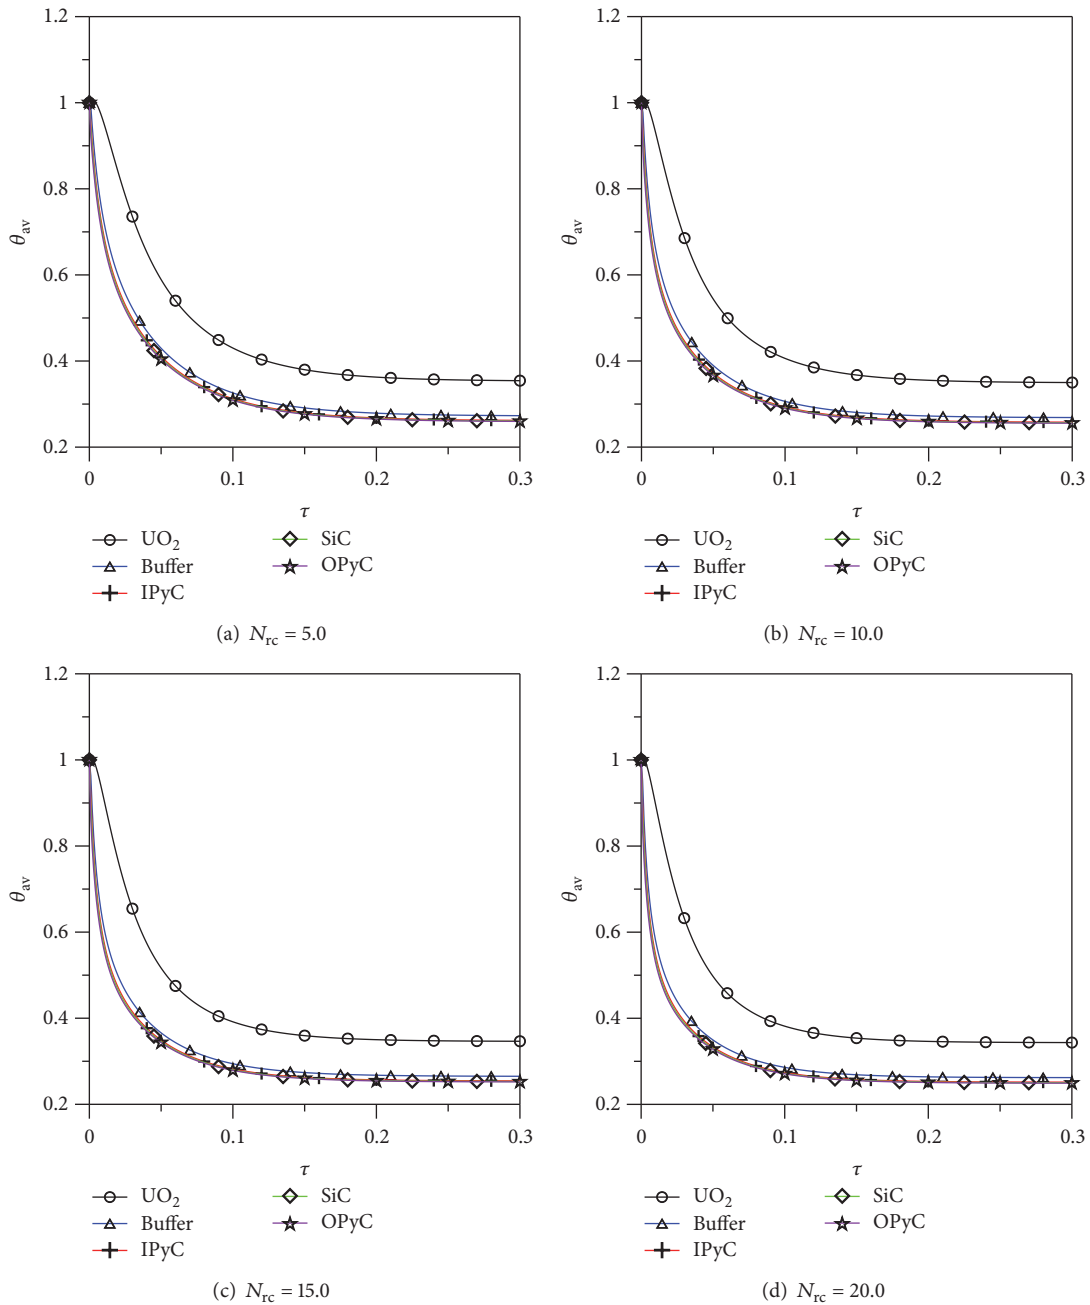 1.2
1
0.8
0.6
0.4
0.2
θav
0 0.1 0.2 0.3
τ
UO2 SiC
Buffer OPyC
IPyC
(a) Nrc = 5.0
1.2
1
0.8
0.6
0.4
0.2
θav
0 0.1 0.2 0.3
τ
UO2 SiC
Buffer OPyC
IPyC
(b) Nrc = 10.0
1.2
1
0.8
0.6
0.4
0.2
θav
0 0.1 0.2 0.3
τ
UO2 SiC
Buffer OPyC
IPyC
(c) Nrc = 15.0
1.2
1
0.8
0.6
0.4
0.2
θav
0 0.1 0.2 0.3
τ
UO2 SiC
Buffer OPyC
IPyC
(d) Nrc = 20.0